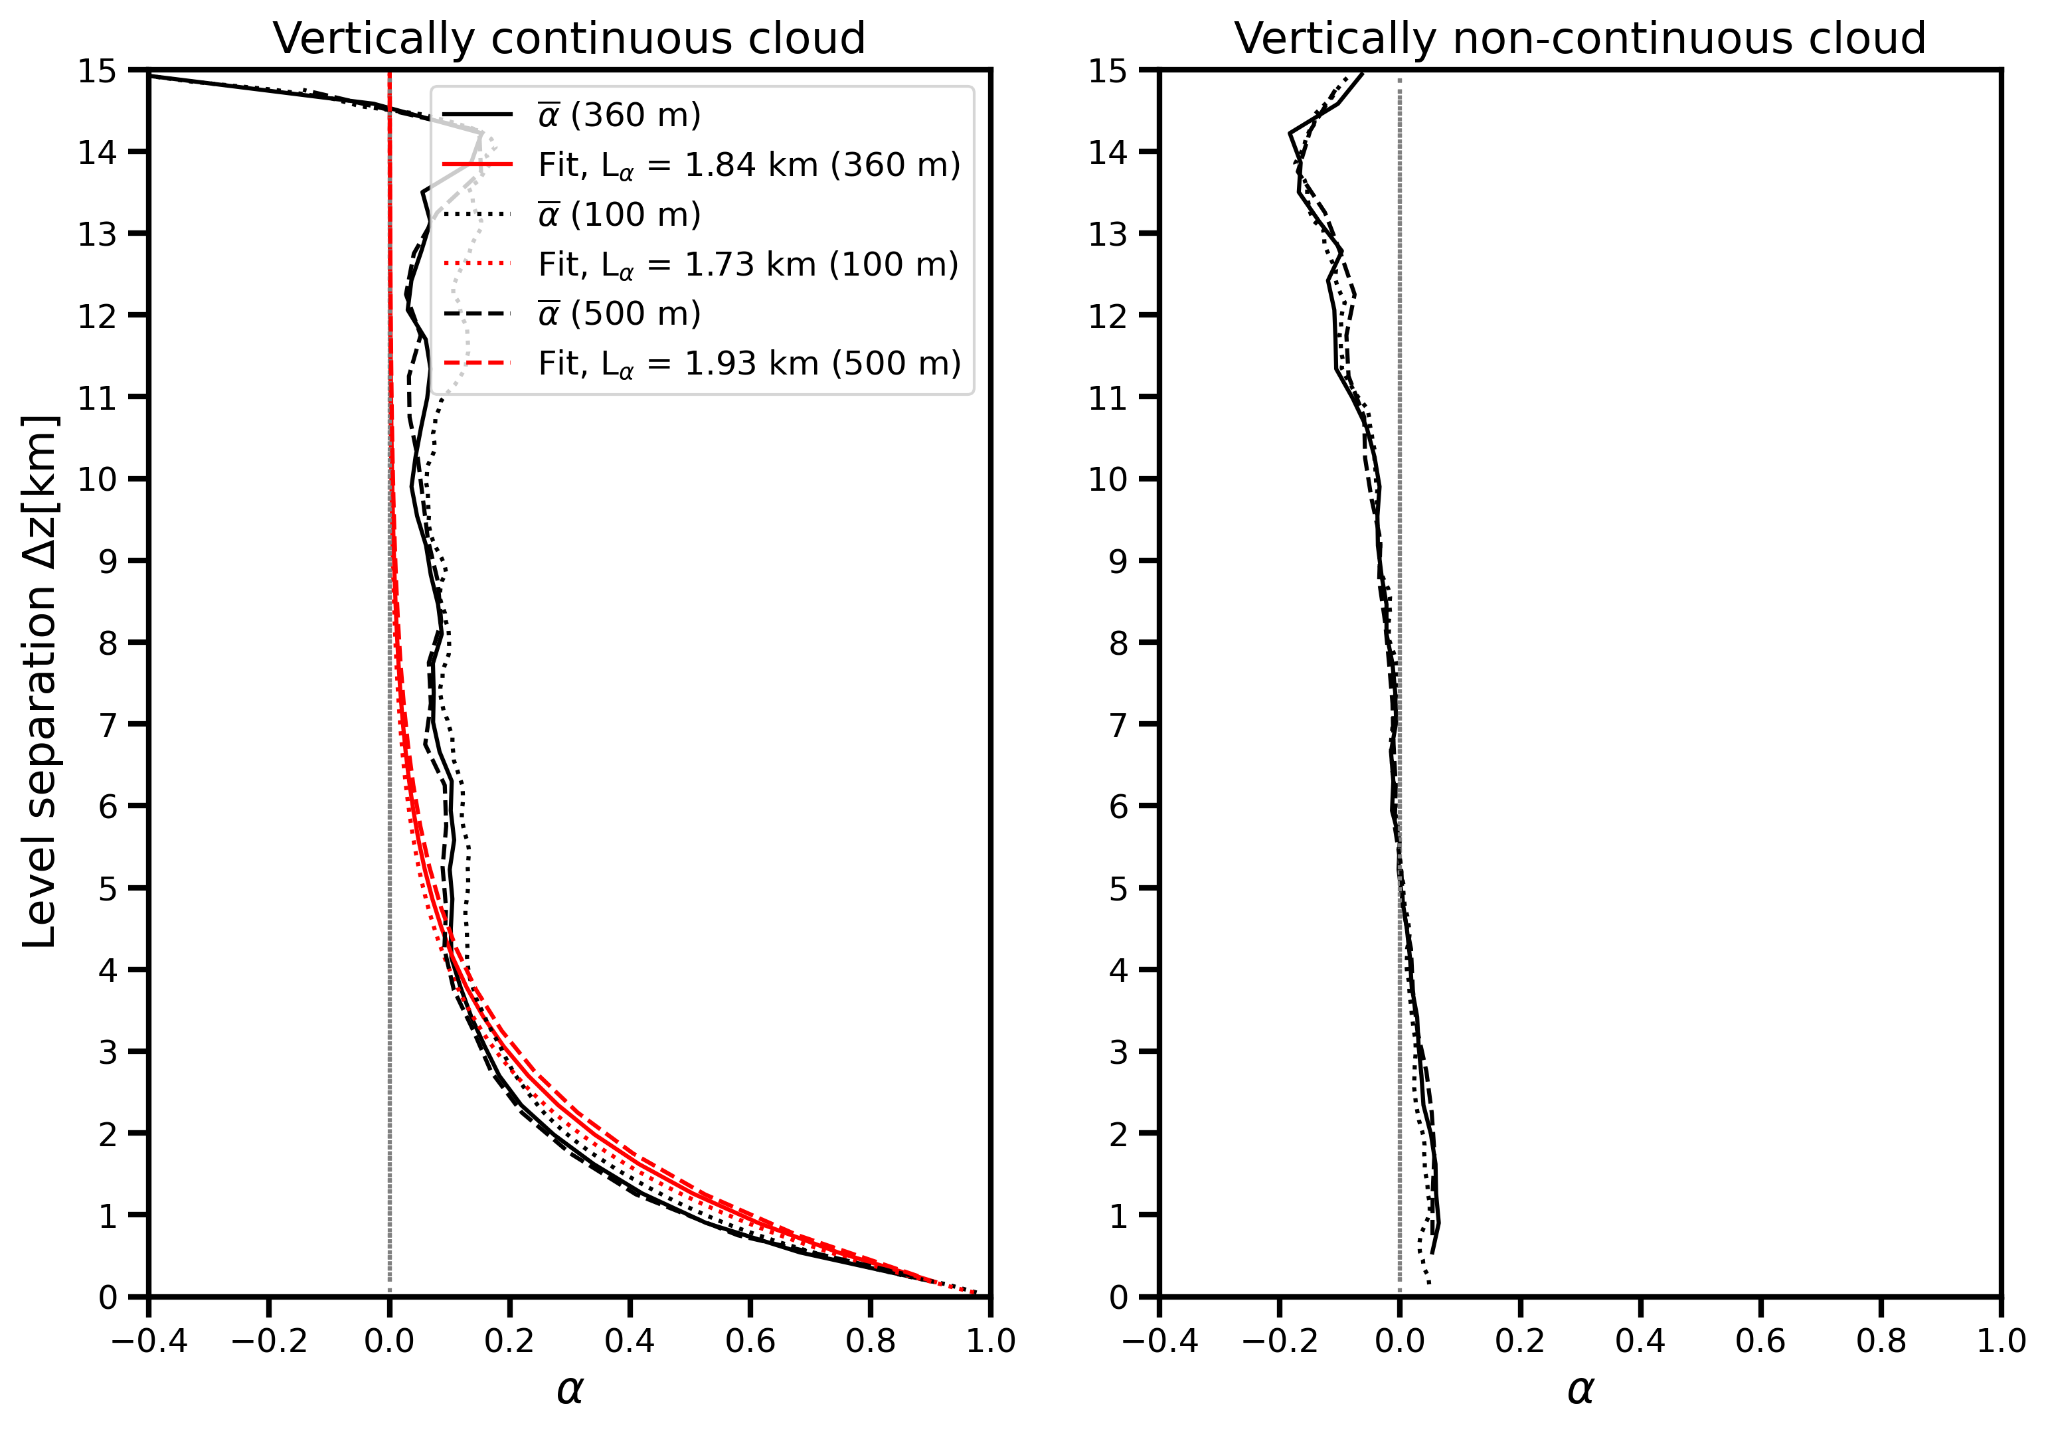 Vertically continuous cloud
Vertically non-continuous cloud
Level separation Δz[km]
15
14
13
12
11
10
9
8
7
6
5
4
3
2
1
0
α̅ (360 m)
Fit, Lα = 1.84 km (360 m)
α̅ (100 m)
Fit, Lα = 1.73 km (100 m)
α̅ (500 m)
Fit, Lα = 1.93 km (500 m)
−0.4 −0.2 0.0 0.2 0.4 0.6 0.8 1.0
α
15
14
13
12
11
10
9
8
7
6
5
4
3
2
1
0
−0.4 −0.2 0.0 0.2 0.4 0.6 0.8 1.0
α